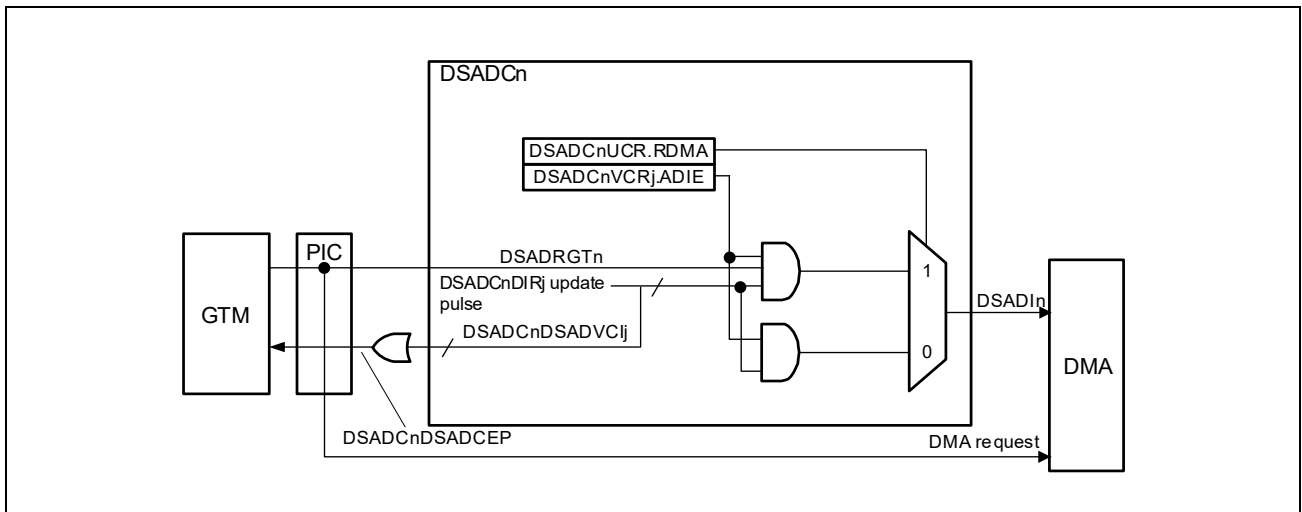 DSADCn
DSADCnUCR.RDMA
DSADCnVCRj.ADIE
PIC
DSADRGTn
1
DSADCnDIRj update
pulse
DSADIn
GTM
DSADCnDSADVCIj
0
DMA
DSADCnDSADCEP
DMA request